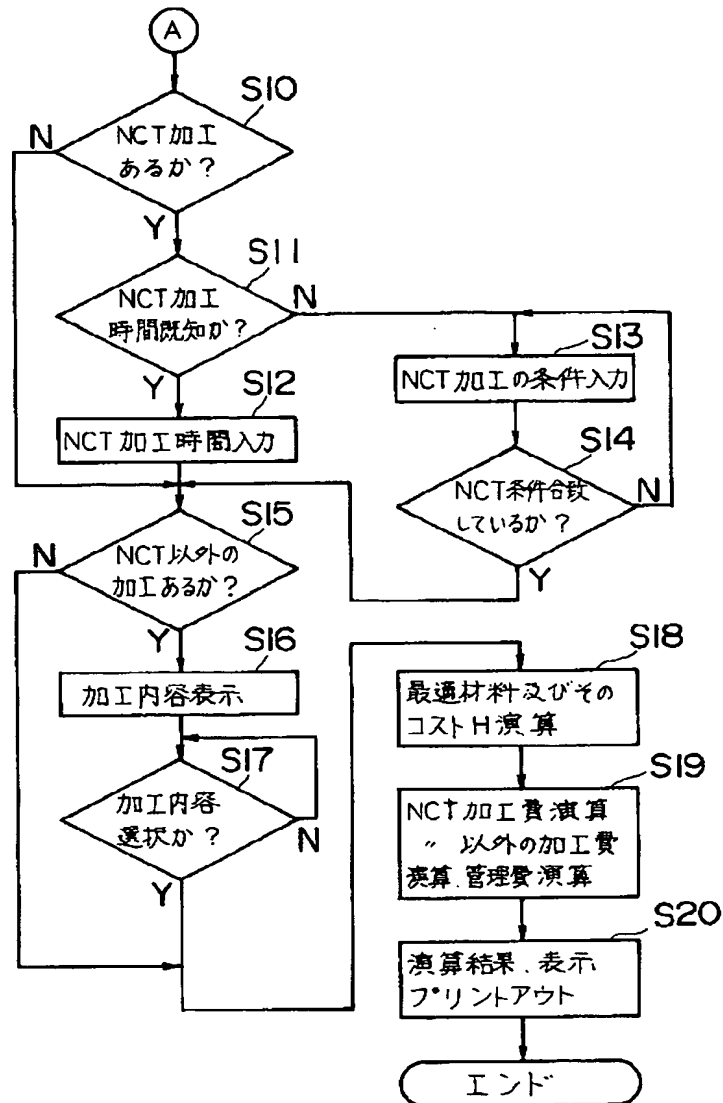 A
S10
N
NCT加工
あるか?
Y
S11
NCT加工
時間既知か?
N
Y
S12
NCT加工時間入力
S13
NCT加工の条件入力
S14
NCT条件合致
しているか?
N
Y
S15
N
NCT以外の
加工あるか?
Y
S16
加工内容表示
S17
加工内容
選択か?
N
Y
S18
最適材料及びその
コストH演算
S19
NCT加工費演算
〃 以外の加工費
演算、管理費演算
S20
演算結果、表示
プリントアウト
エンド